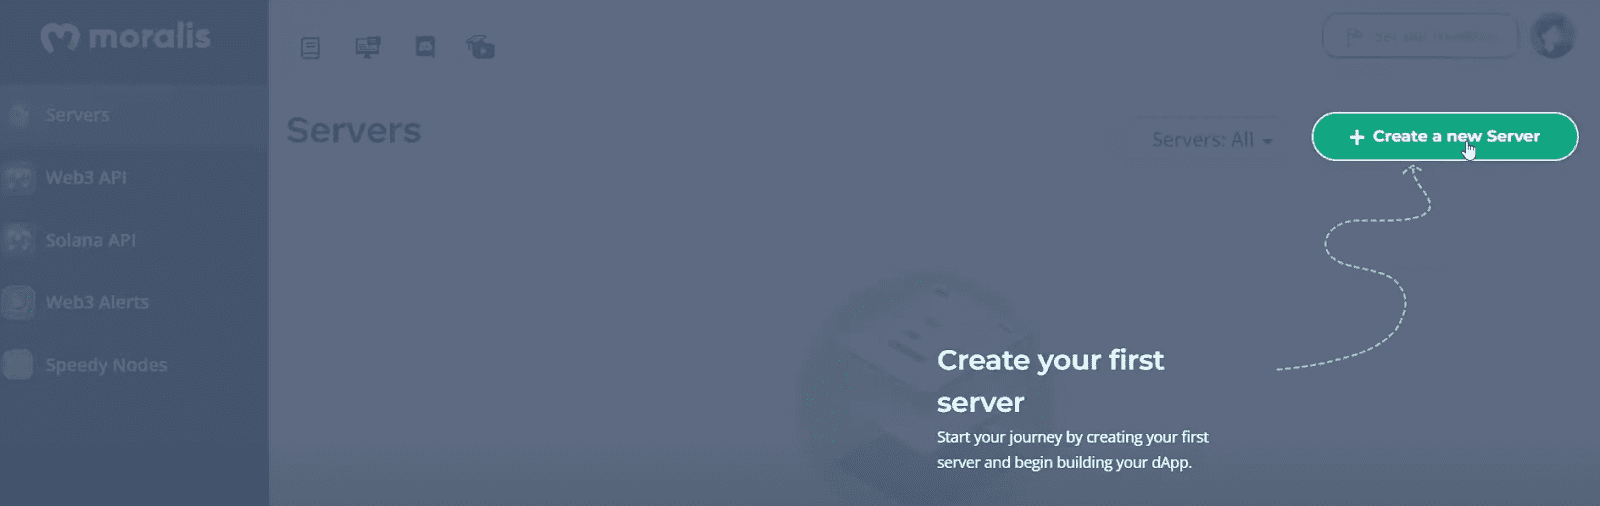 moralis
Servers
Web3 API
Solana API
Web3 Alerts
Speedy Nodes
Servers
Servers: All
+ Create a new Server
Create your first
server
Start your journey by creating your first
server and begin building your dApp.